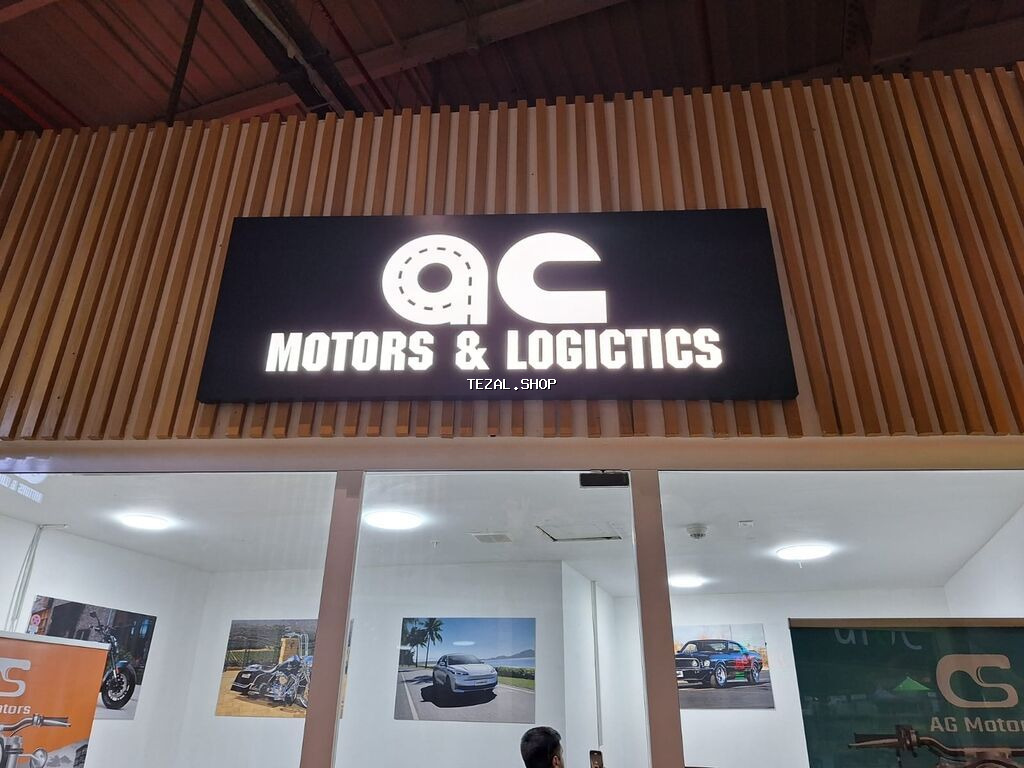 ac
MOTORS & LOGICTICS
TEZAL.SHOP
AG Motor